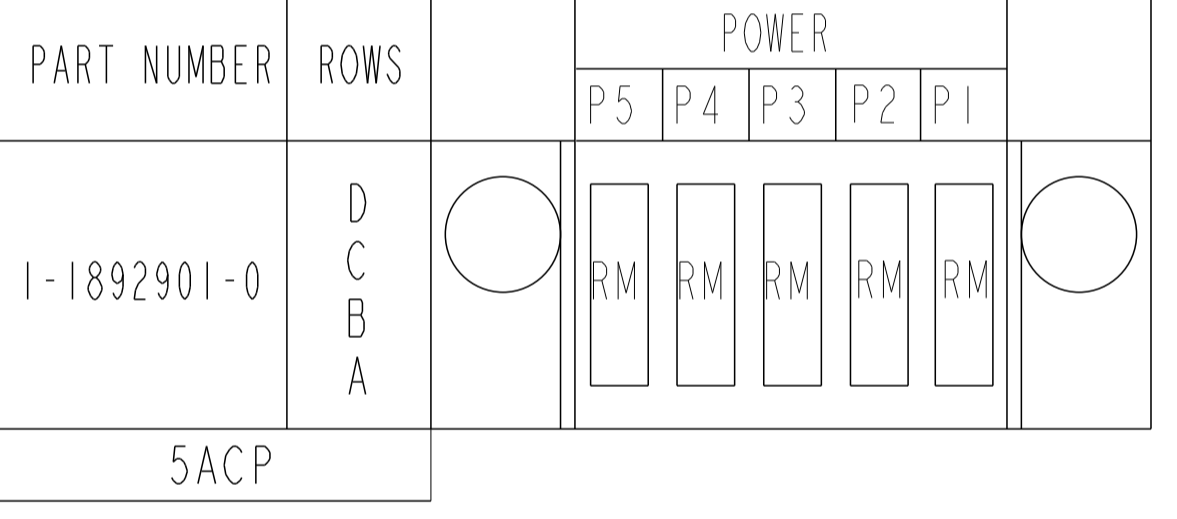 POWER
PART NUMBER ROWS
P5 P4 P3 P2 P1
D
C
B
A
1-1892901-0
RM RM RM RM RM
5ACP